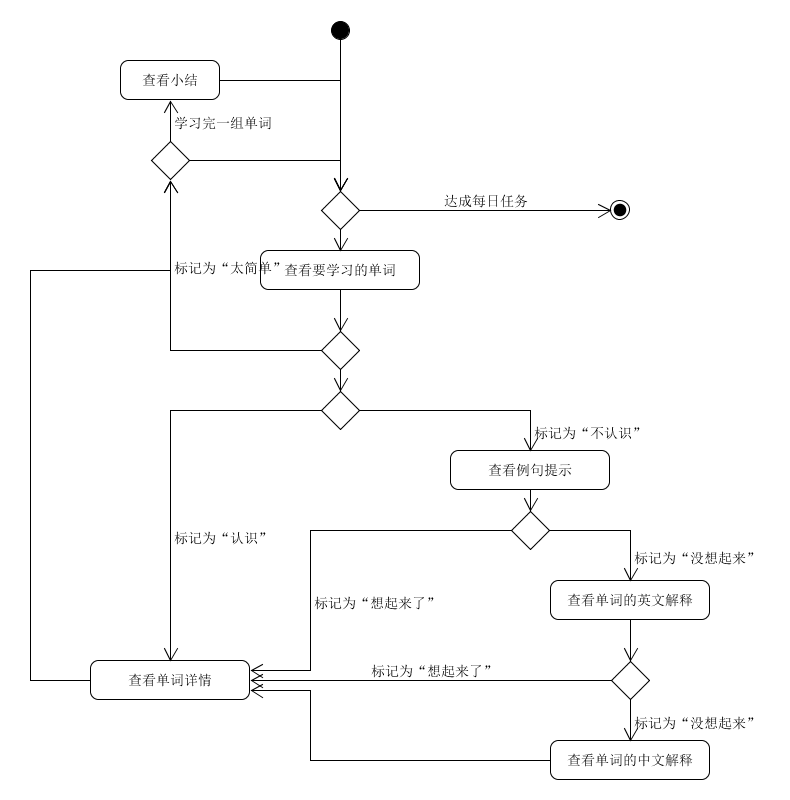 查看小结
学习完一组单词
达成每日任务
标记为“太简单”
查看要学习的单词
标记为“不认识”
查看例句提示
标记为“认识”
标记为“没想起来”
标记为“想起来了”
查看单词的英文解释
标记为“想起来了”
查看单词详情
标记为“没想起来”
查看单词的中文解释